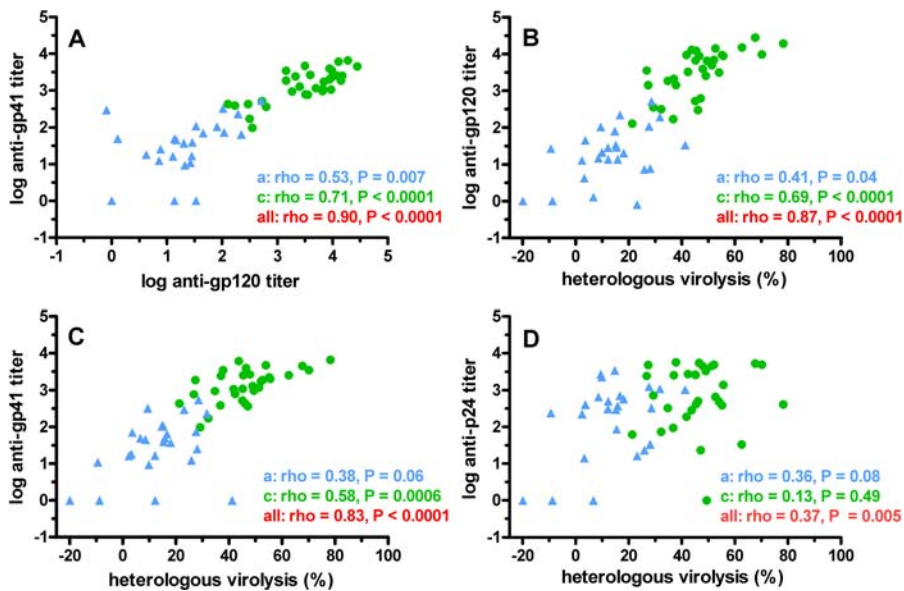 A
log anti-gp41 titer
5
4
3
2
1
0
-1
-1
0
1
2
3
4
5
log anti-gp120 titer
a: rho = 0.53, P = 0.007
c: rho = 0.71, P < 0.0001
all: rho = 0.90, P < 0.0001
B
log anti-gp120 titer
5
4
3
2
1
0
-1
-20
0
20
40
60
80
100
heterologous virolysis (%)
a: rho = 0.41, P = 0.04
c: rho = 0.69, P < 0.0001
all: rho = 0.87, P < 0.0001
C
log anti-gp41 titer
5
4
3
2
1
0
-1
-20
0
20
40
60
80
100
heterologous virolysis (%)
a: rho = 0.38, P = 0.06
c: rho = 0.58, P = 0.0006
all: rho = 0.83, P < 0.0001
D
log anti-p24 titer
5
4
3
2
1
0
-1
-20
0
20
40
60
80
100
heterologous virolysis (%)
a: rho = 0.36, P = 0.08
c: rho = 0.13, P = 0.49
all: rho = 0.37, P = 0.005